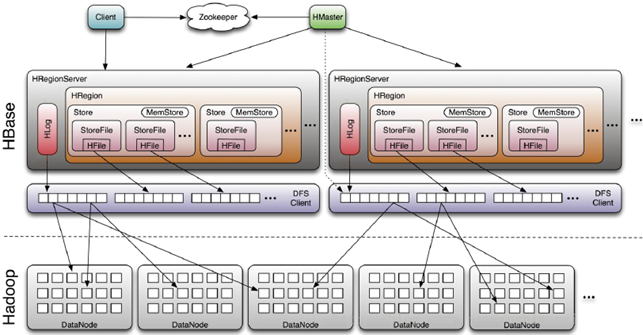 Client
Zookeeper
HMaster
HBase
HRegionServer
HRegionServer
HRegion
HRegion
HLog
Store
MemStore
Store
MemStore
HLog
Store
MemStore
Store
MemStore
StoreFile
StoreFile
...
StoreFile
...
...
StoreFile
StoreFile
...
StoreFile
...
...
...
HFile
HFile
HFile
HFile
HFile
HFile
... DFS
Client
... DFS
Client
Hadoop
...
DataNode
DataNode
DataNode
DataNode
DataNode